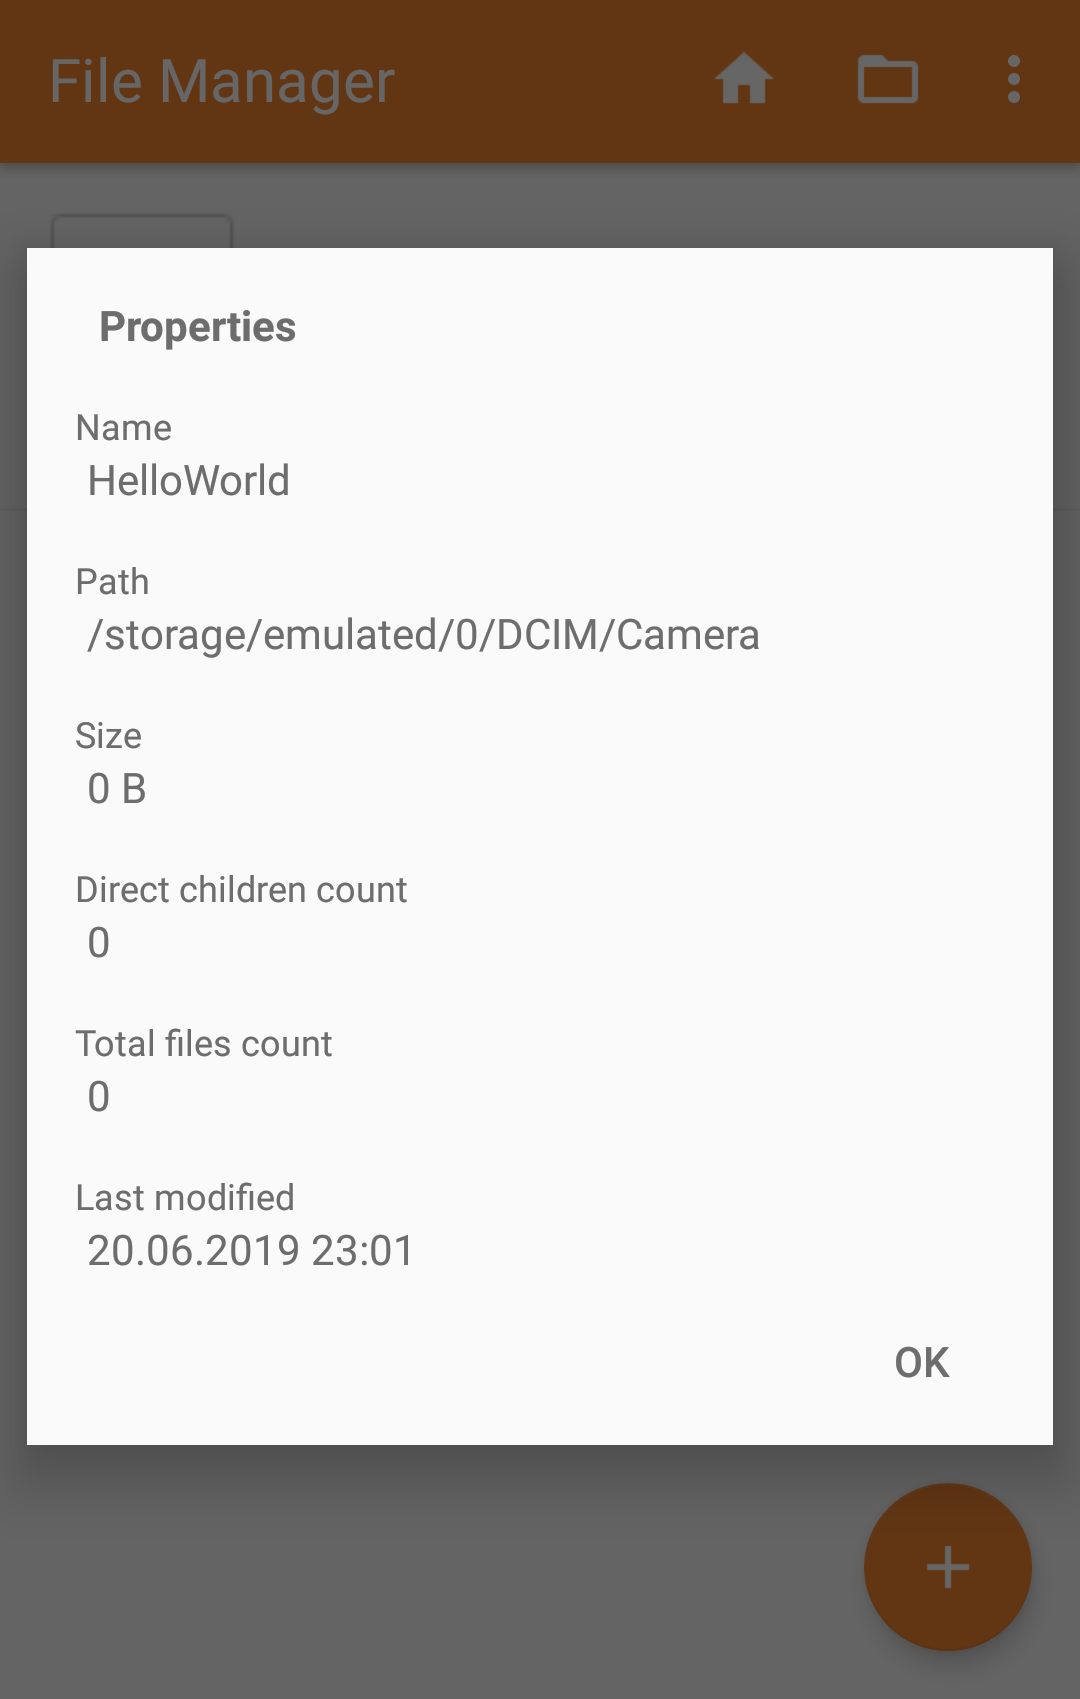 File Manager
Properties
Name
HelloWorld
Path
/storage/emulated/0/DCIM/Camera
Size
0 B
Direct children count
0
Total files count
0
Last modified
20.06.2019 23:01
OK